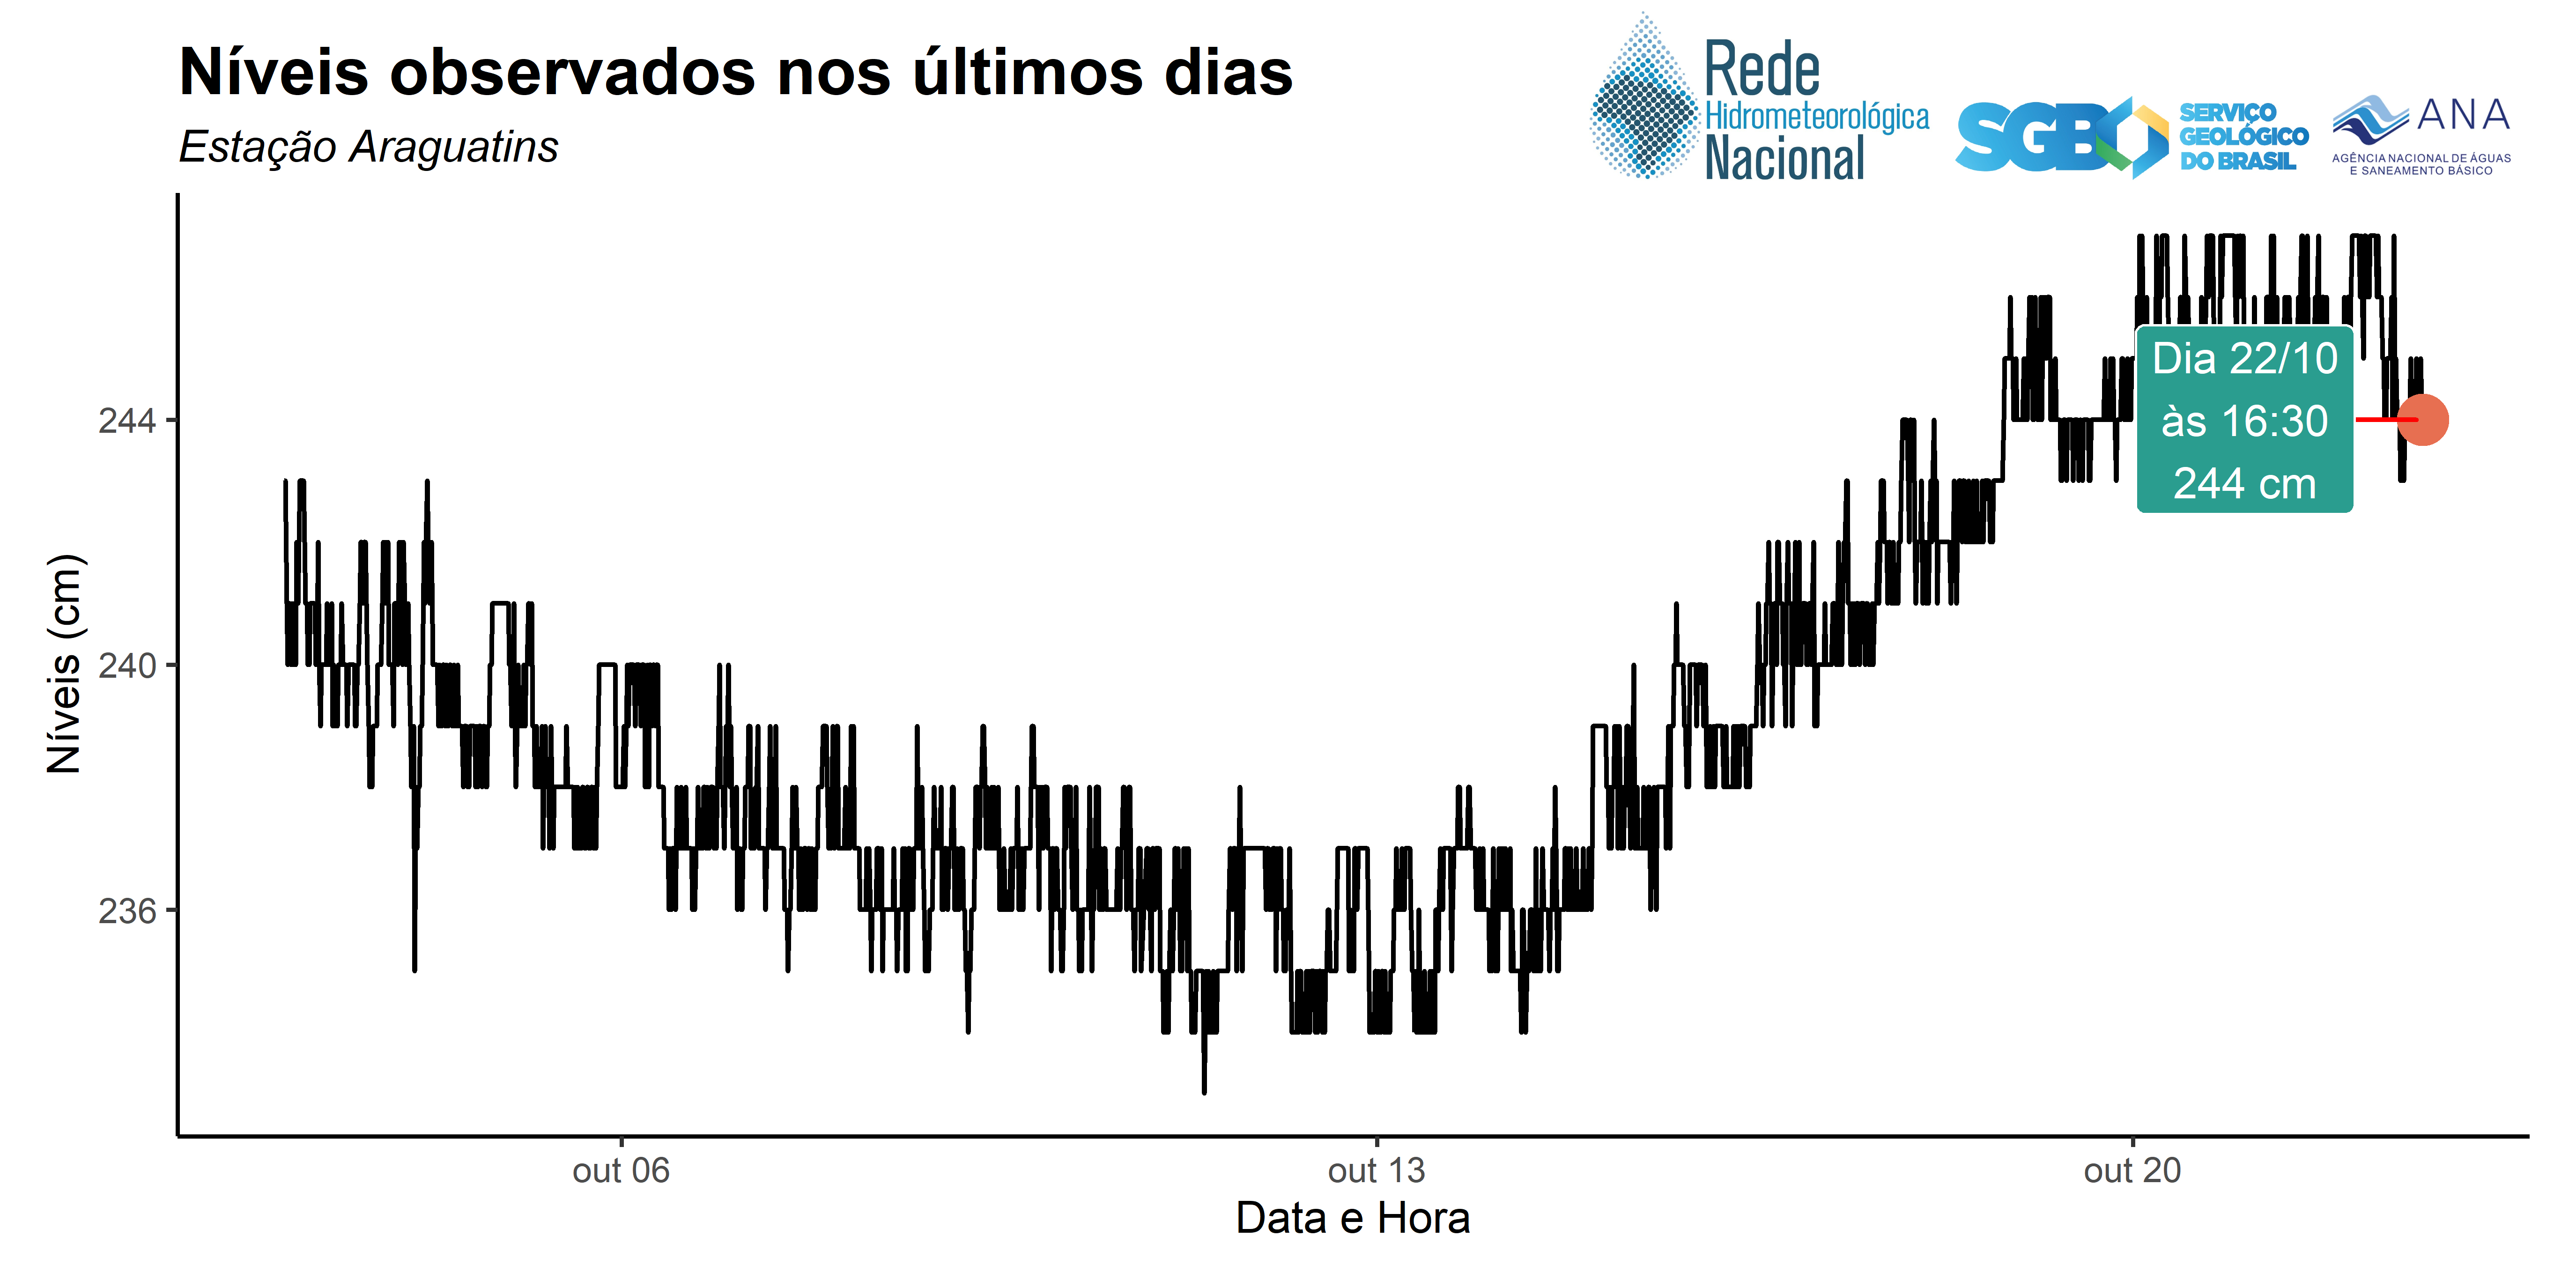 Níveis observados nos últimos dias
Estação Araguatins
Rede
Hidrometeorológica
Nacional
SGB
SERVIÇO
GEOLÓGICO
DO BRASIL
ANA
AGÊNCIA NACIONAL DE ÁGUAS
E SANEAMENTO BÁSICO
Níveis (cm)
244
240
236
Dia 22/10
às 16:30
244 cm
out 06
out 13
out 20
Data e Hora